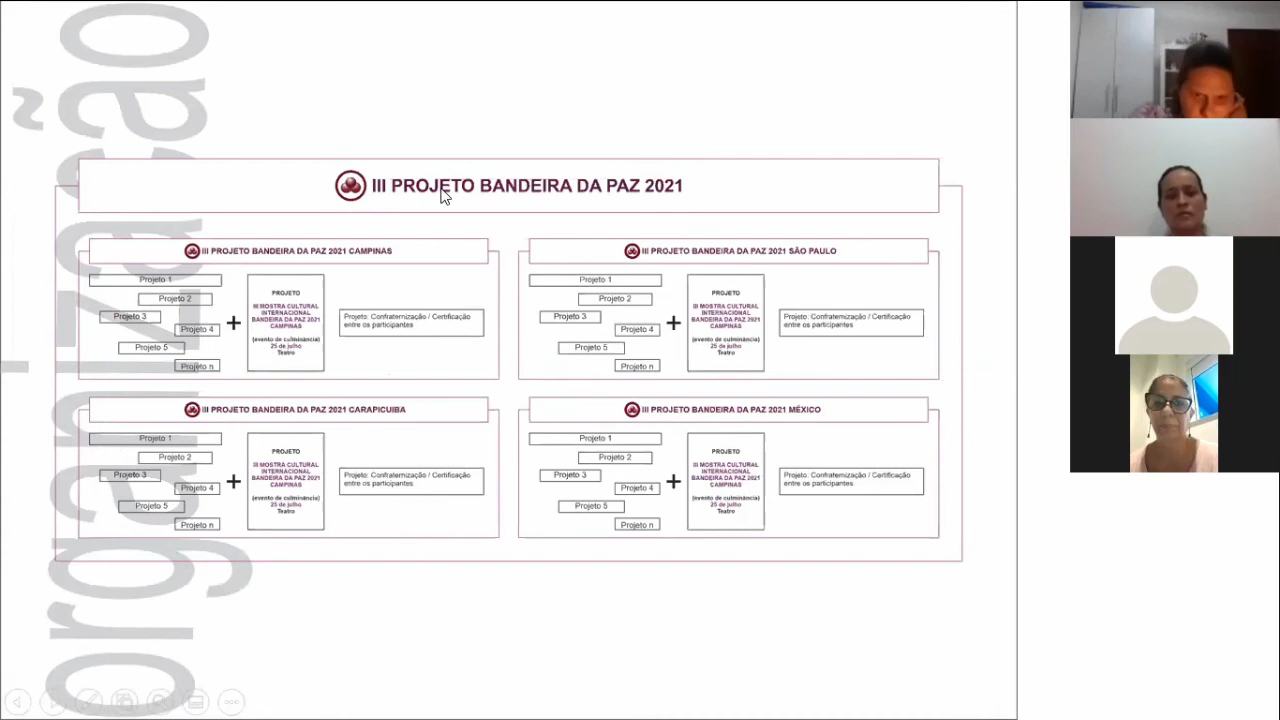 organização
III PROJETO BANDEIRA DA PAZ 2021
III PROJETO BANDEIRA DA PAZ 2021 CAMPINAS
Projeto 1
Projeto 2
Projeto 3
Projeto 4
Projeto 5
Projeto n
+
PROJETO
III MOSTRA CULTURAL
INTERNACIONAL
BANDEIRA DA PAZ 2021
CAMPINAS
(evento de culminância)
25 de julho
Teatro
Projeto: Confraternização / Certificação
entre os participantes
III PROJETO BANDEIRA DA PAZ 2021 SÃO PAULO
Projeto 1
Projeto 2
Projeto 3
Projeto 4
Projeto 5
Projeto n
+
PROJETO
III MOSTRA CULTURAL
INTERNACIONAL
BANDEIRA DA PAZ 2021
CAMPINAS
(evento de culminância)
25 de julho
Teatro
Projeto: Confraternização / Certificação
entre os participantes
III PROJETO BANDEIRA DA PAZ 2021 CARAPICUIBA
Projeto 1
Projeto 2
Projeto 3
Projeto 4
Projeto 5
Projeto n
+
PROJETO
III MOSTRA CULTURAL
INTERNACIONAL
BANDEIRA DA PAZ 2021
CAMPINAS
(evento de culminância)
25 de julho
Teatro
Projeto: Confraternização / Certificação
entre os participantes
III PROJETO BANDEIRA DA PAZ 2021 MÉXICO
Projeto 1
Projeto 2
Projeto 3
Projeto 4
Projeto 5
Projeto n
+
PROJETO
III MOSTRA CULTURAL
INTERNACIONAL
BANDEIRA DA PAZ 2021
CAMPINAS
(evento de culminância)
25 de julho
Teatro
Projeto: Confraternização / Certificação
entre os participantes